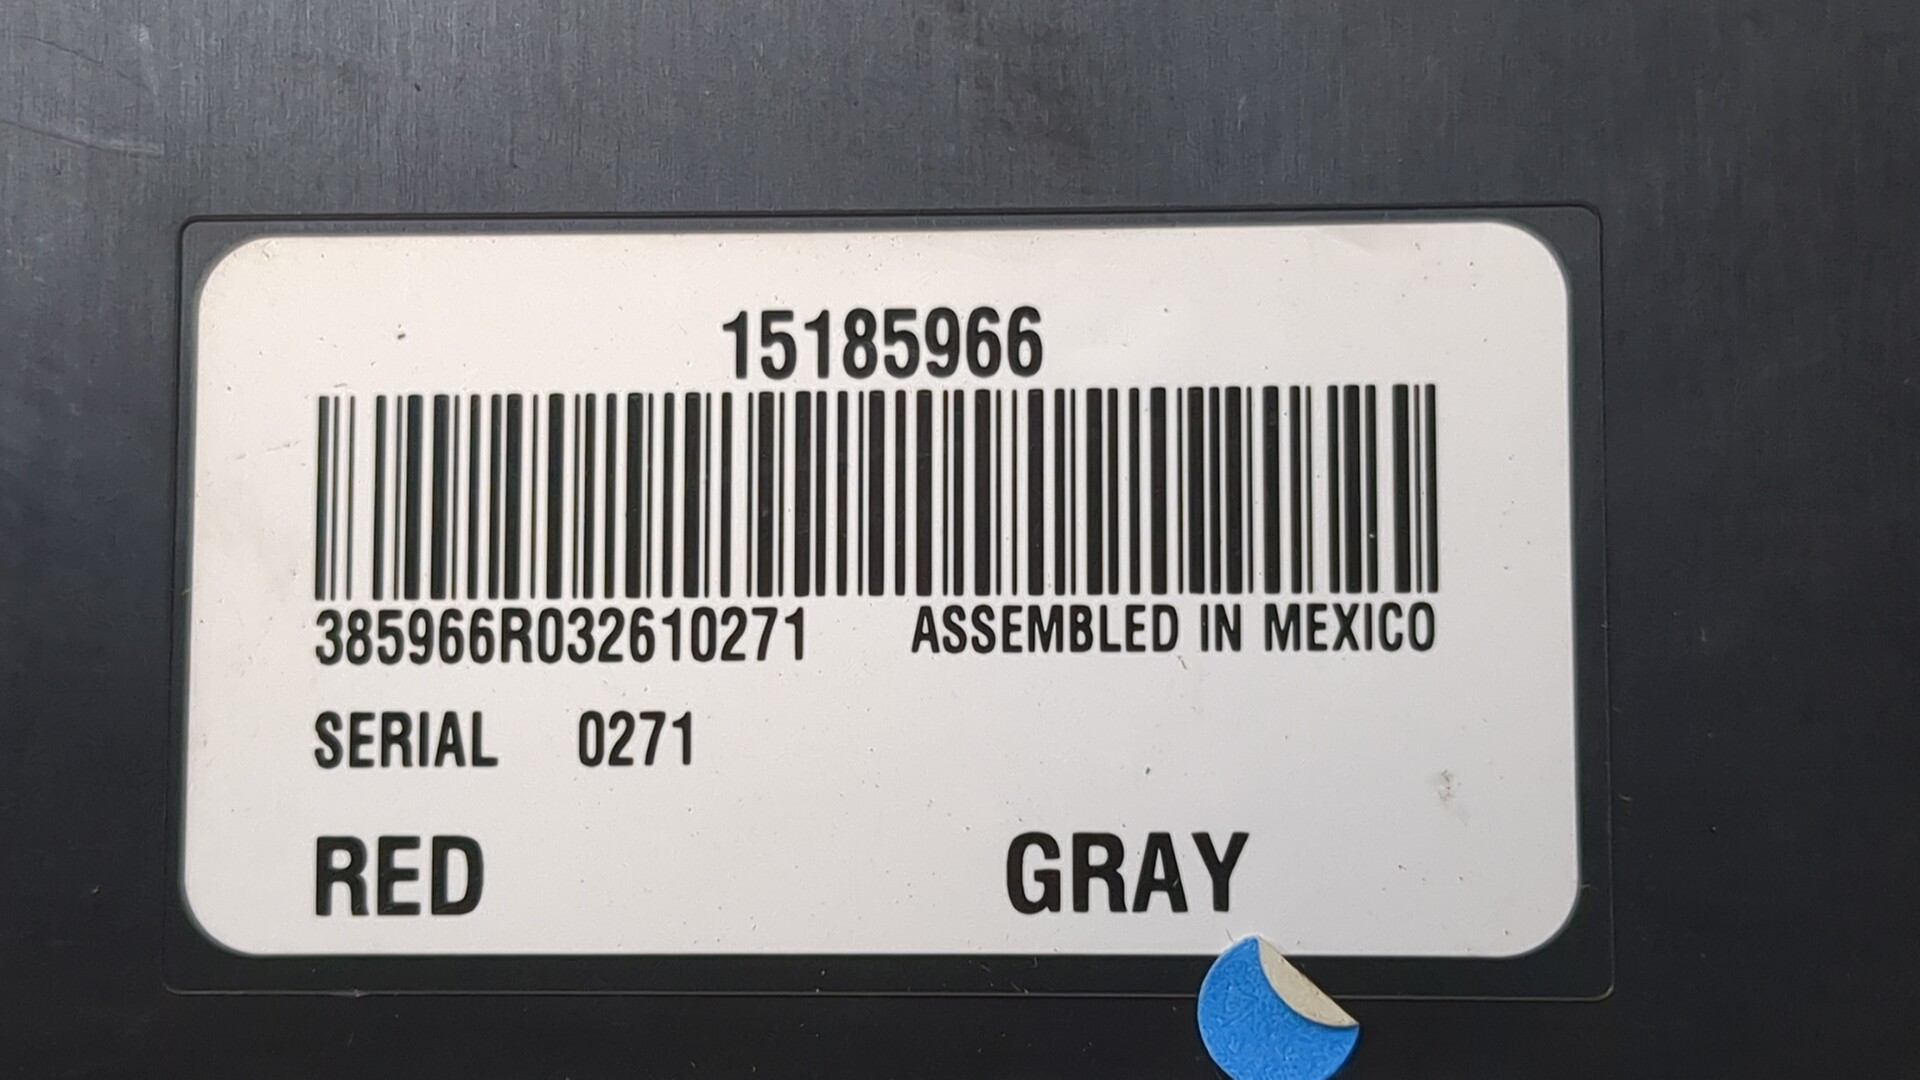 15185966
385966R032610271 ASSEMBLED IN MEXICO
SERIAL 0271
RED GRAY